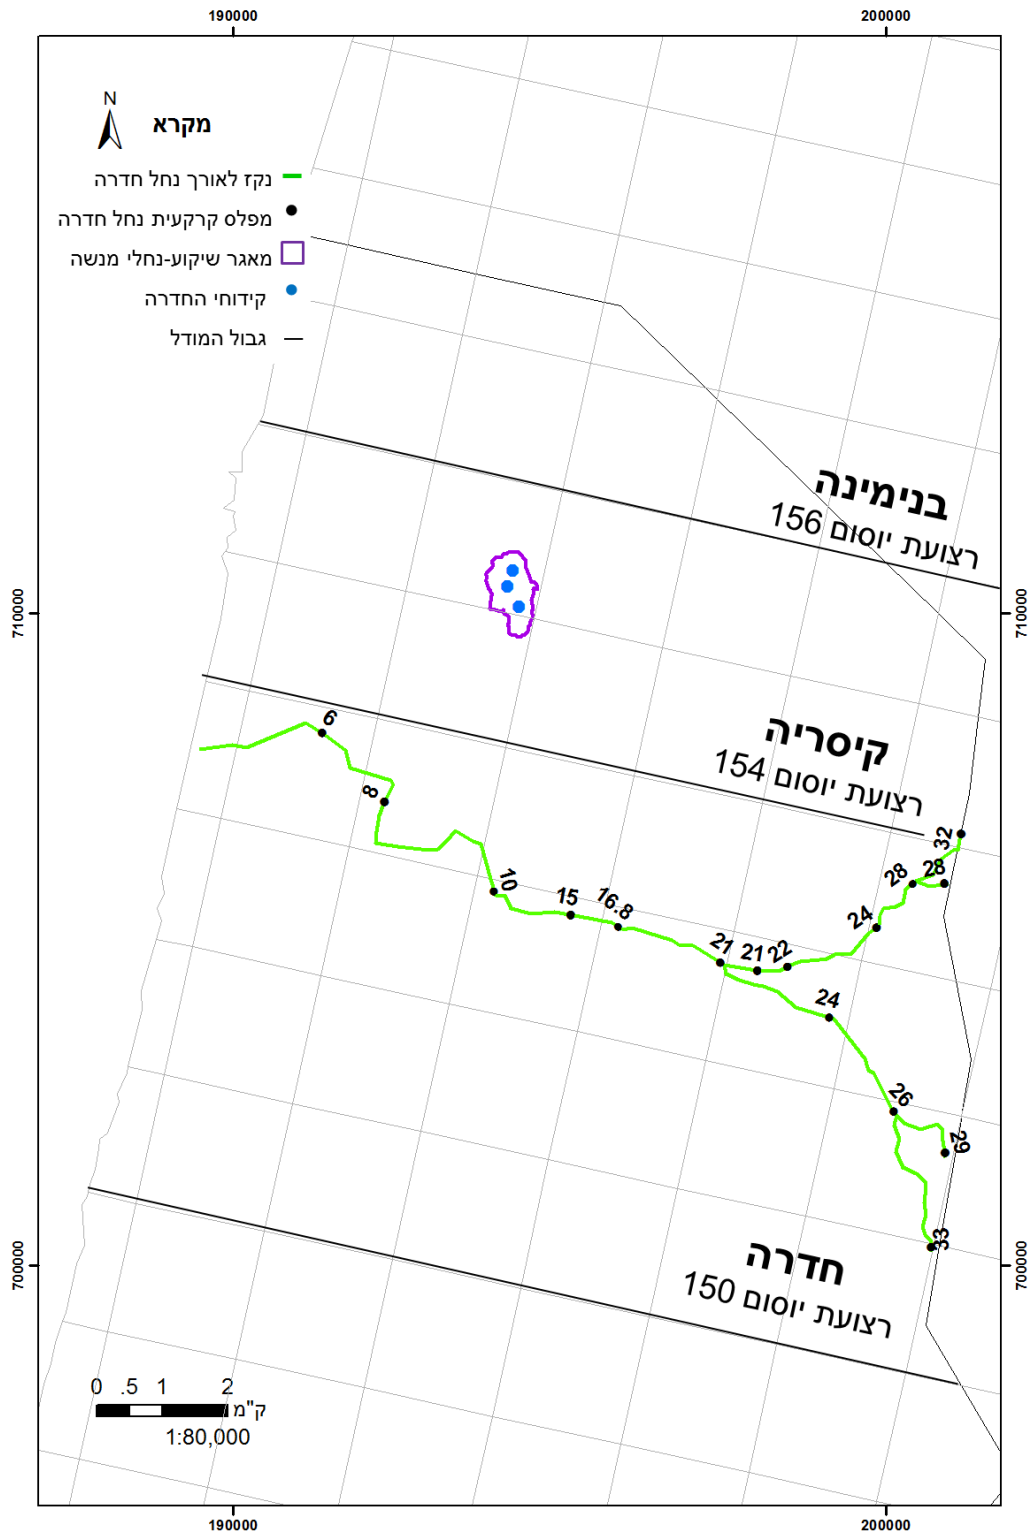 190000 200000
N
מקרא
נקז לאורך נחל חדרה
מפלס קרקעית נחל חדרה
מאגר שיקוע-נחלי מנשה
קידוחי החדרה
גבול המודל
בנימינה
רצועת יוסום 156
710000 710000
קיסריה
רצועת יוסום 154
6
8
32
28 28
10
15
16.8
24
21 21 22
24
26
29
33
חדרה
רצועת יוסום 150
700000 700000
0 .5 1 2
ק"מ
1:80,000
190000 200000